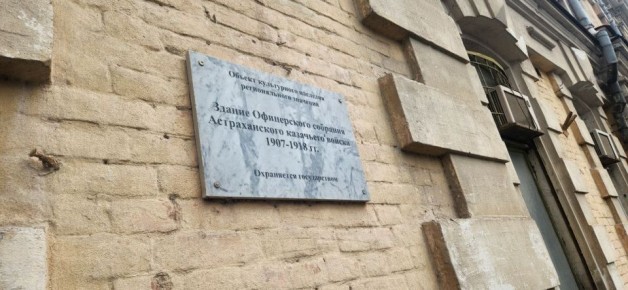 Объект культурного наследия
регионального значения
Здание Офицерского собрания
Астраханского казачьего войска
1907-1918 гг.
Охраняется государством